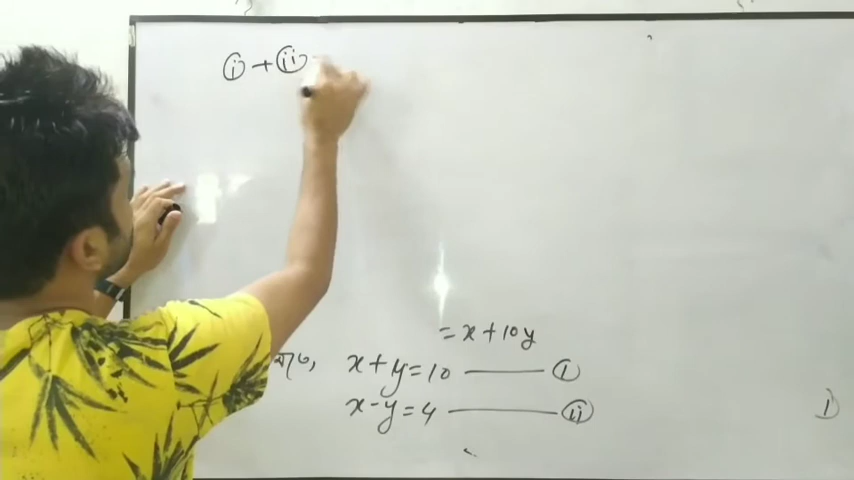 ⓘ + ⓘⓘ
= x + 10y
x + y = 10 ——— ⓘ
x - y = 4 ——— ⓘⓘ